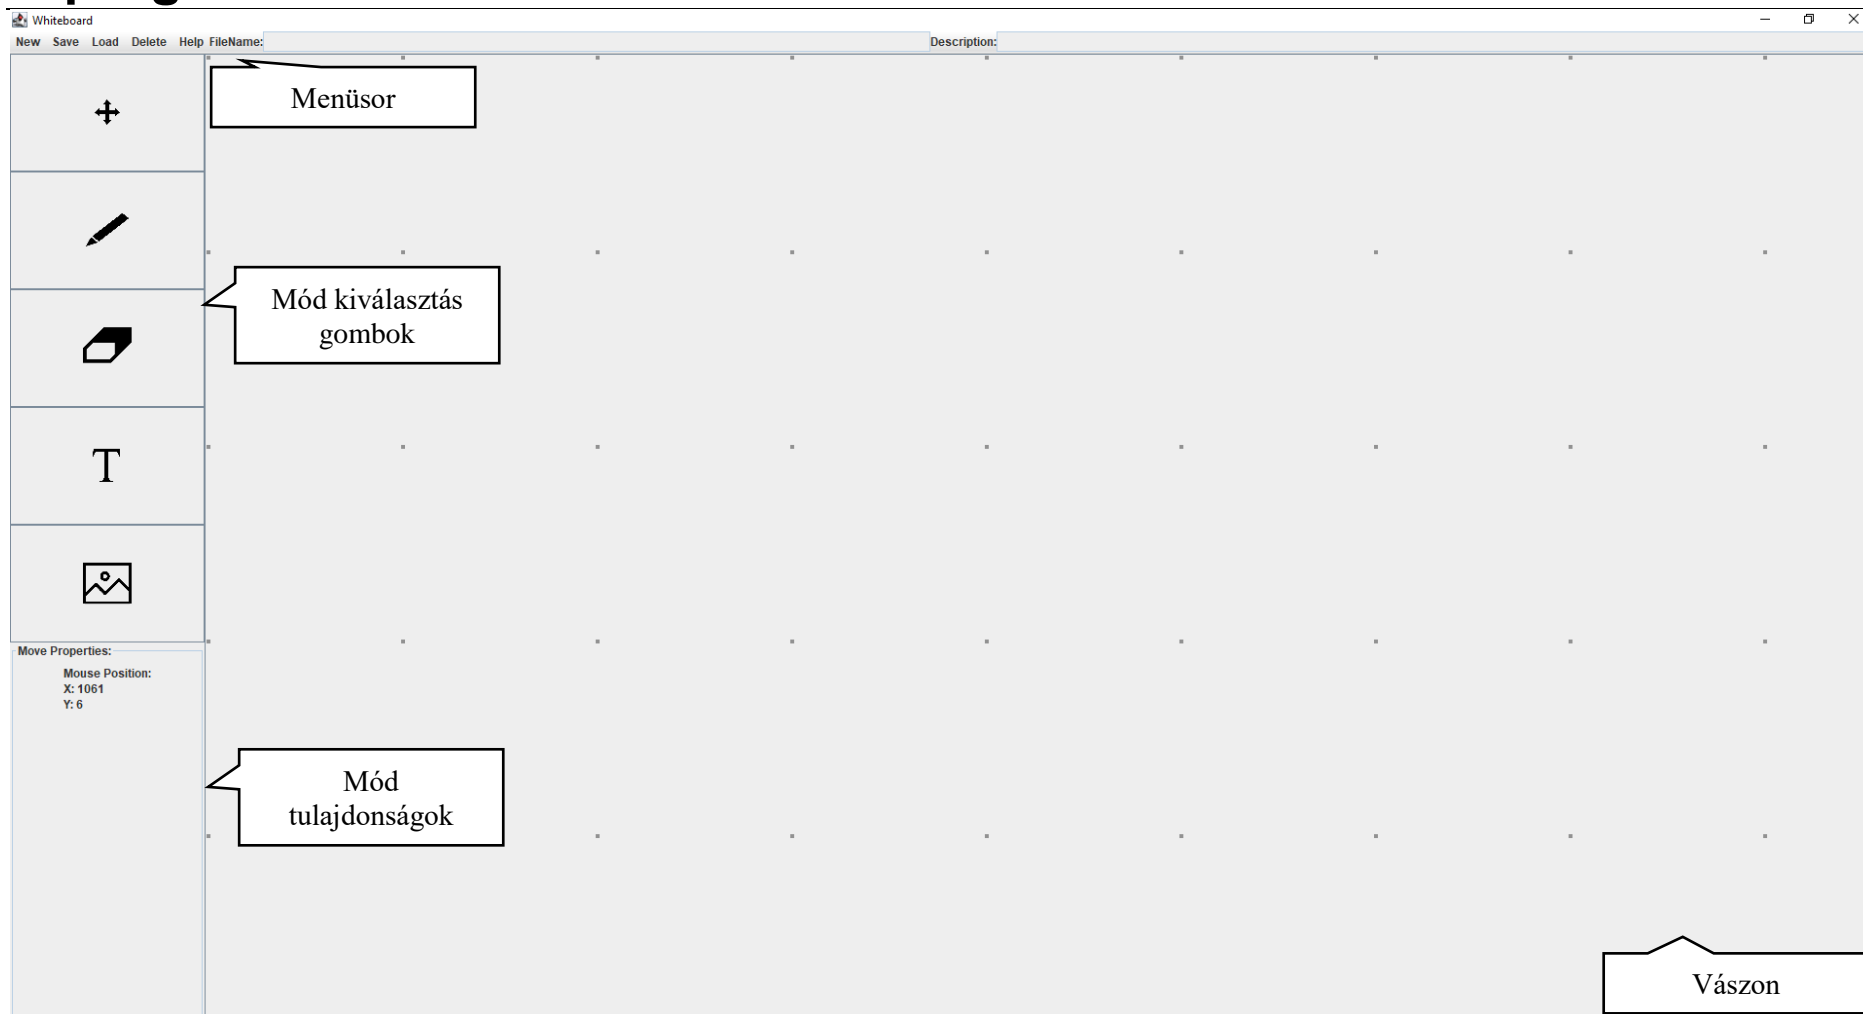 Whiteboard
New Save Load Delete Help FileName: Description:
Menüsor
Mód kiválasztás
gombok
T
Move Properties:
Mouse Position:
X: 1061
Y: 6
Mód
tulajdonságok
Vászon